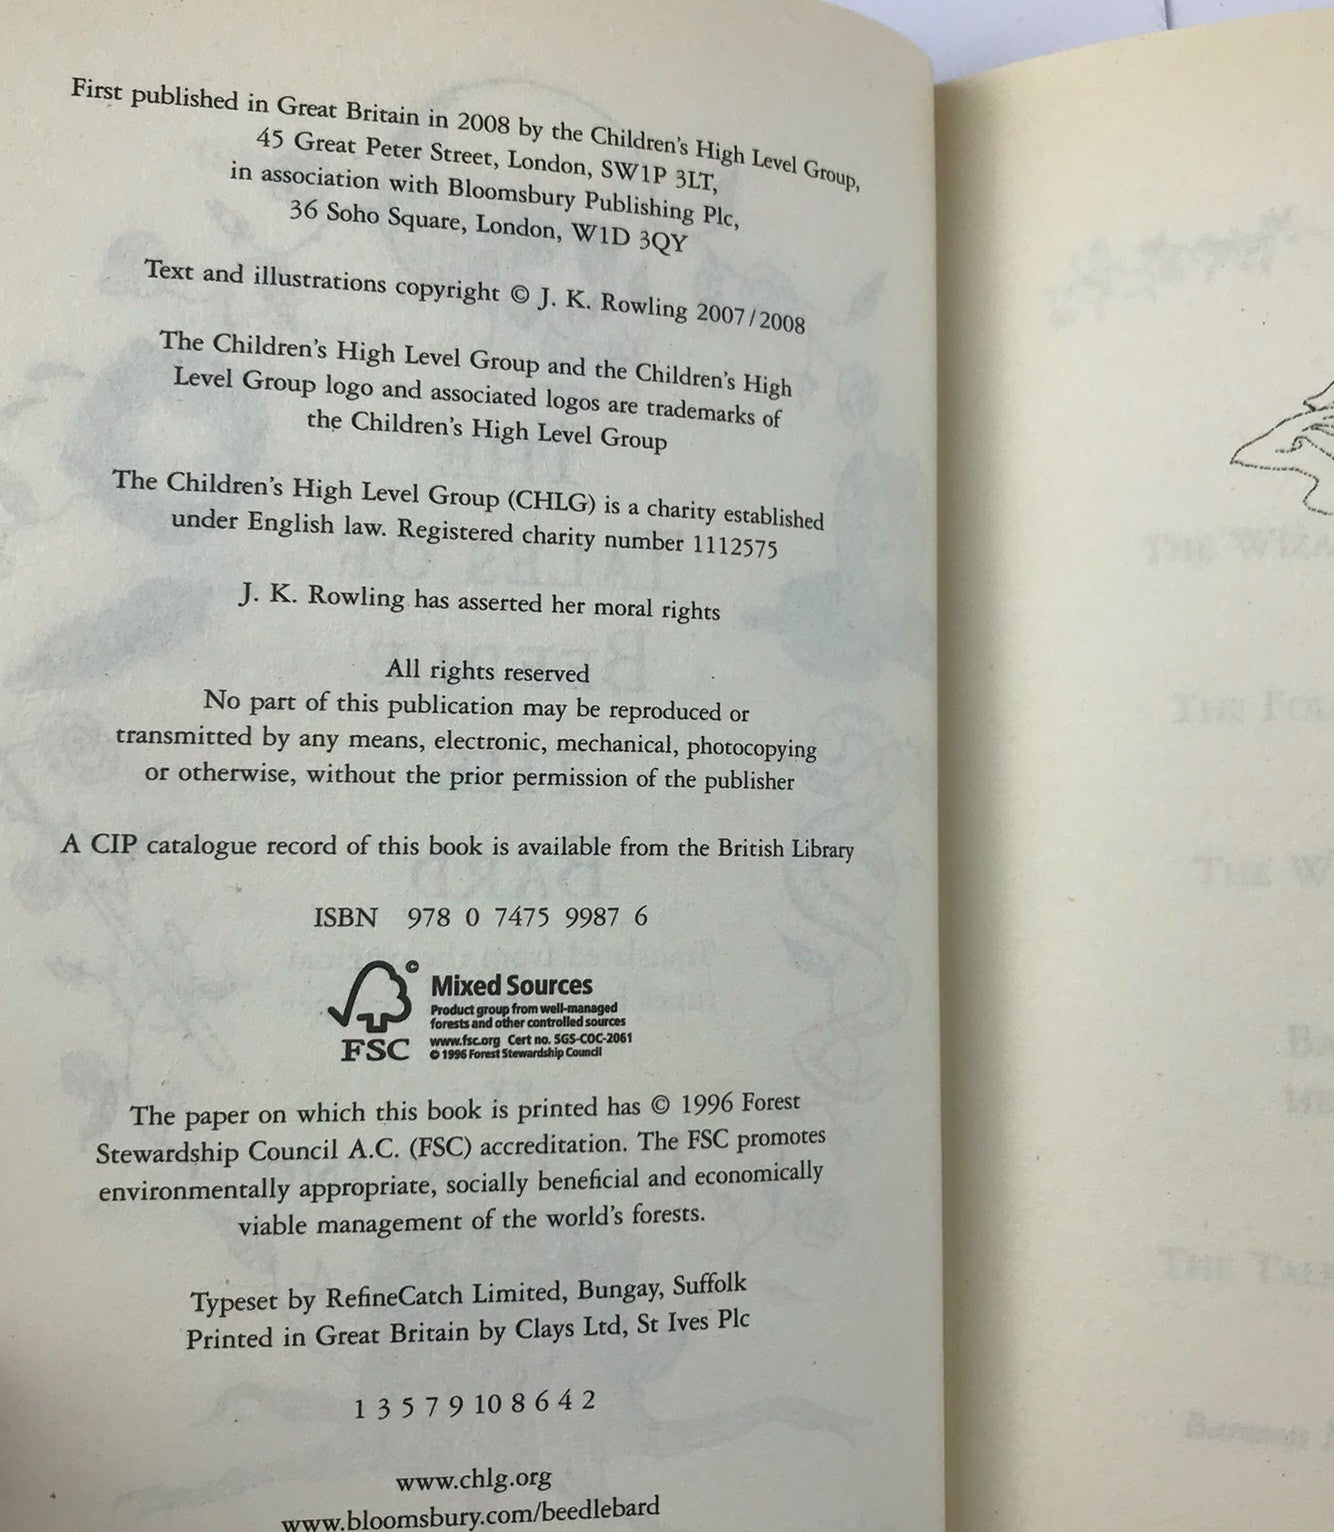 First published in Great Britain in 2008 by the Children's High Level Group,
45 Great Peter Street, London, SW1P 3LT,
in association with Bloomsbury Publishing Plc,
36 Soho Square, London, W1D 3QY
Text and illustrations copyright © J. K. Rowling 2007/2008
The Children's High Level Group and the Children's High
Level Group logo and associated logos are trademarks of
the Children's High Level Group
The Children's High Level Group (CHLG) is a charity established
under English law. Registered charity number 1112575
J. K. Rowling has asserted her moral rights
All rights reserved
No part of this publication may be reproduced or
transmitted by any means, electronic, mechanical, photocopying
or otherwise, without the prior permission of the publisher
A CIP catalogue record of this book is available from the British Library
ISBN 978 0 7475 9987 6
Mixed Sources
Product group from well-managed
forests and other controlled sources
www.fsc.org Cert no. SGS-COC-2061
© 1996 Forest Stewardship Council
FSC
The paper on which this book is printed has © 1996 Forest
Stewardship Council A.C. (FSC) accreditation. The FSC promotes
environmentally appropriate, socially beneficial and economically
viable management of the world's forests.
Typeset by RefineCatch Limited, Bungay, Suffolk
Printed in Great Britain by Clays Ltd, St Ives Plc
1 3 5 7 9 10 8 6 4 2
www.chlg.org
www.bloomsbury.com/beedlebard